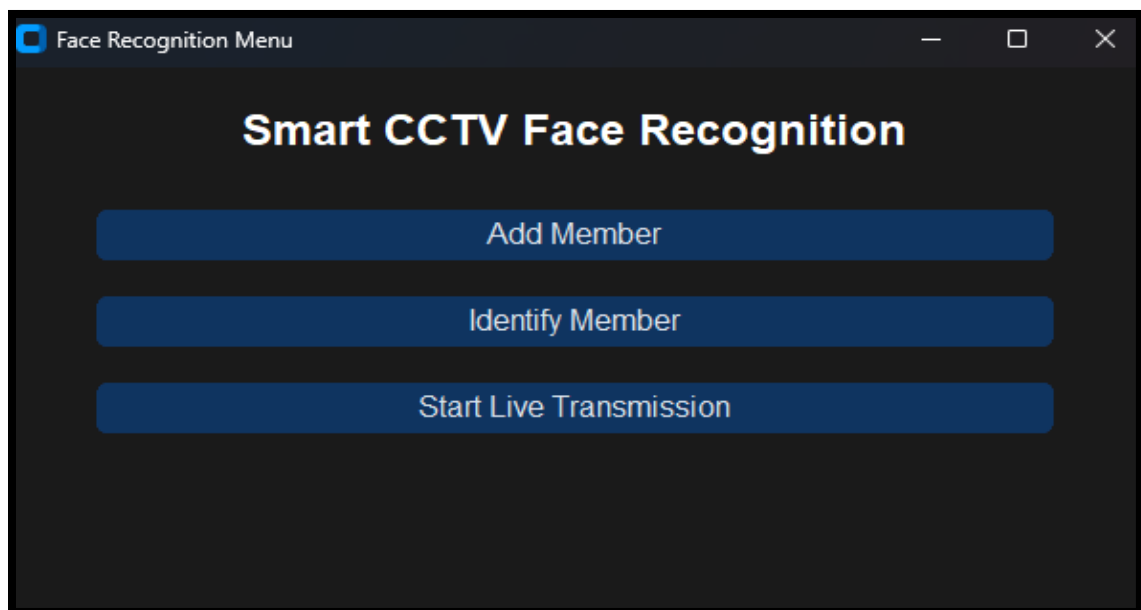 Face Recognition Menu
Smart CCTV Face Recognition
Add Member
Identify Member
Start Live Transmission